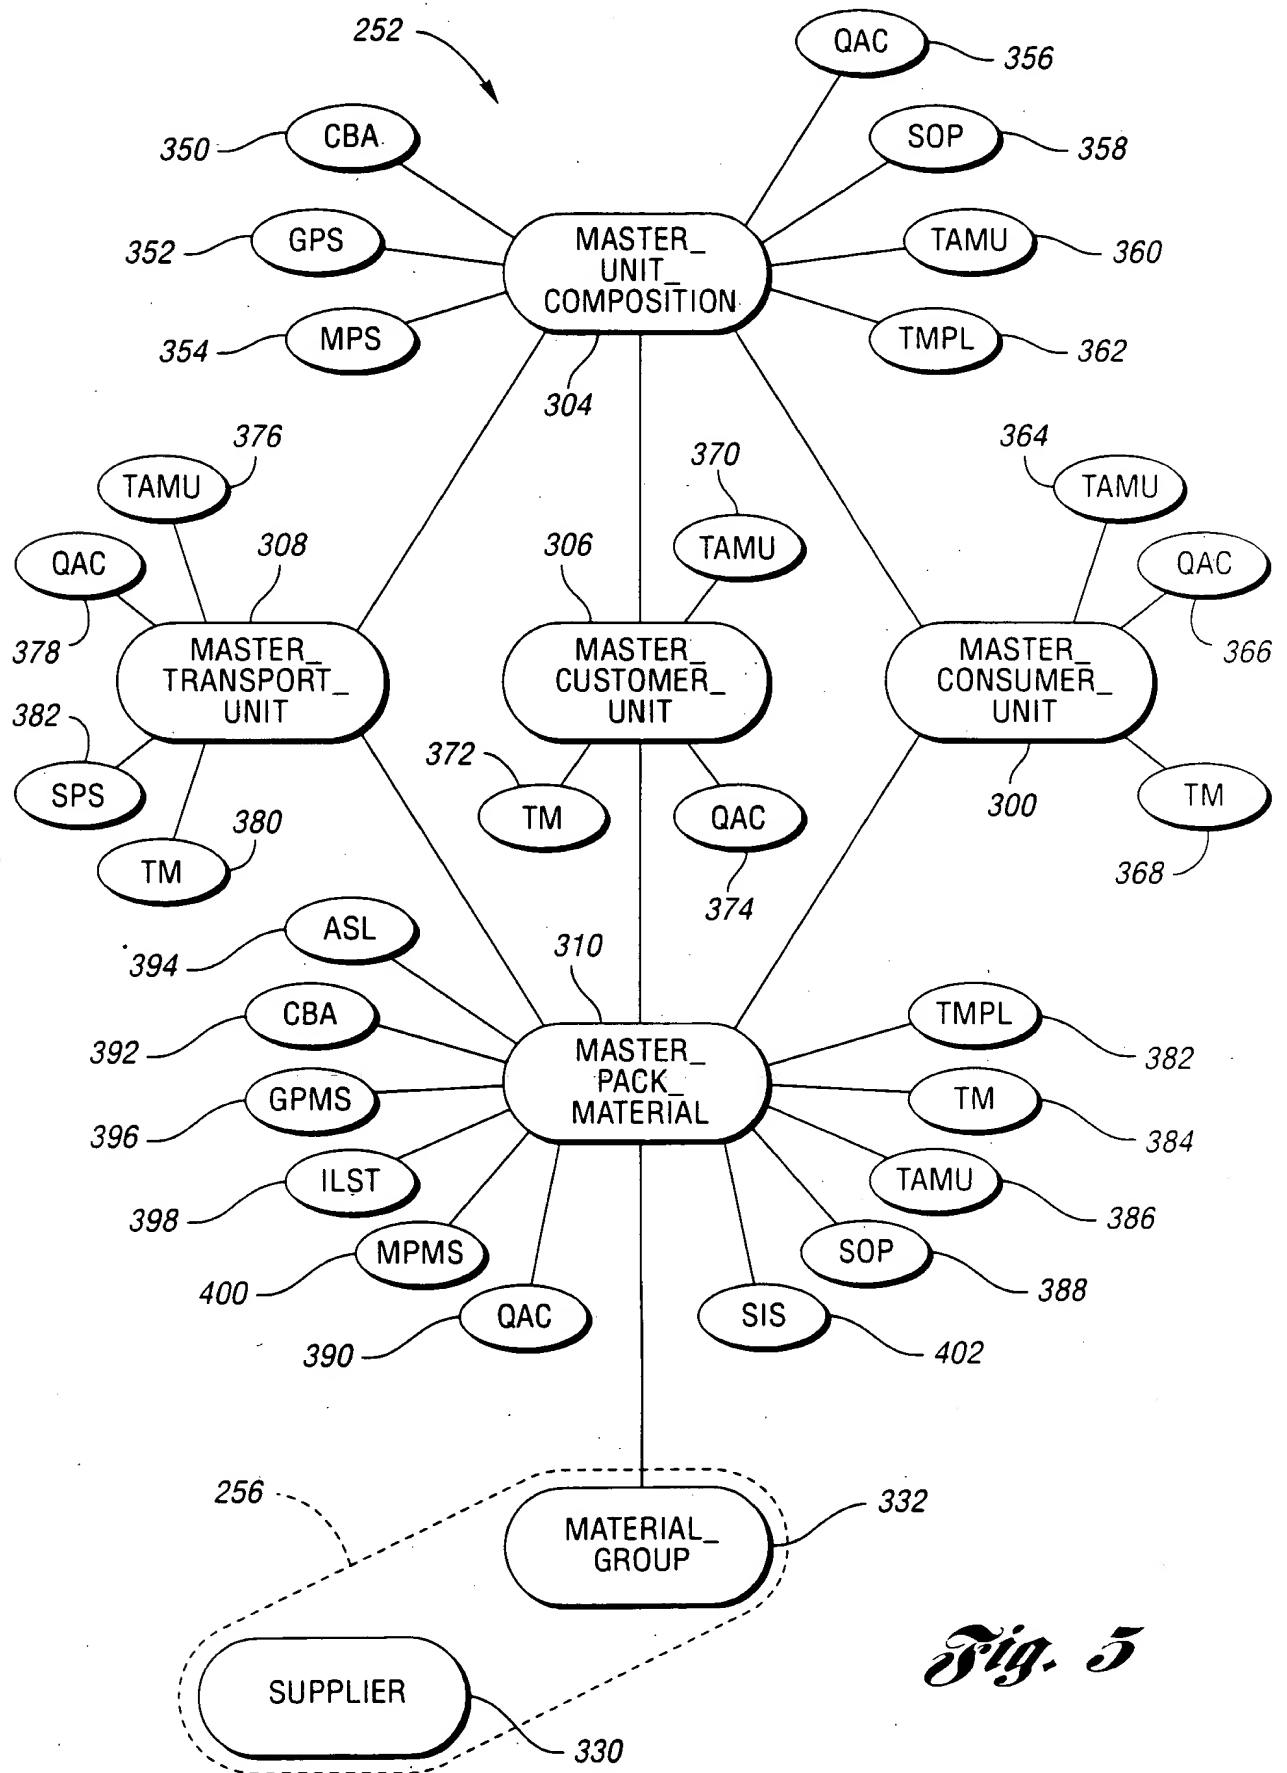 252
QAC
356
CBA
350
SOP
358
GPS
352
MASTER_
UNIT_
COMPOSITION
TAMU
360
MPS
354
TMPL
362
304
376
TAMU
370
364
TAMU
QAC
308
306
TAMU
QAC
378
MASTER_
TRANSPORT_
UNIT
MASTER_
CUSTOMER_
UNIT
MASTER_
CONSUMER_
UNIT
366
382
SPS
372
TM
QAC
300
TM
380
TM
374
368
ASL
394
310
CBA
392
MASTER_
PACK_
MATERIAL
TMPL
382
GPMS
396
TM
384
ILST
398
TAMU
386
MPMS
400
SOP
388
QAC
390
SIS
402
256
MATERIAL_
GROUP
332
SUPPLIER
330
Fig. 5